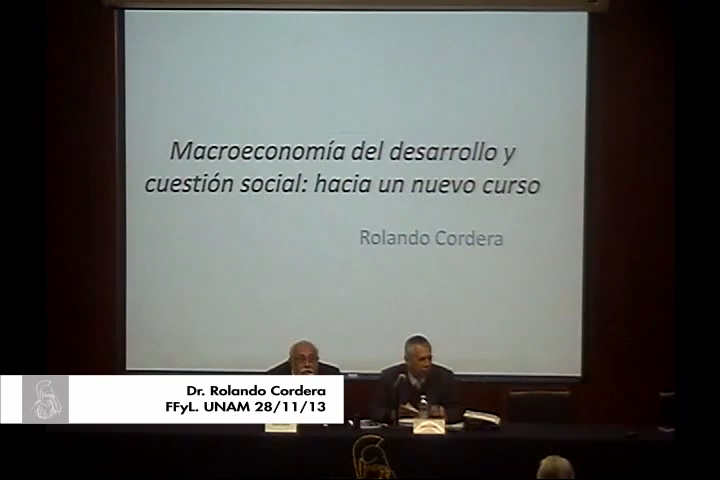 Macroeconomía del desarrollo y
cuestión social: hacia un nuevo curso
Rolando Cordera
Dr. Rolando Cordera
FFyL. UNAM 28/11/13